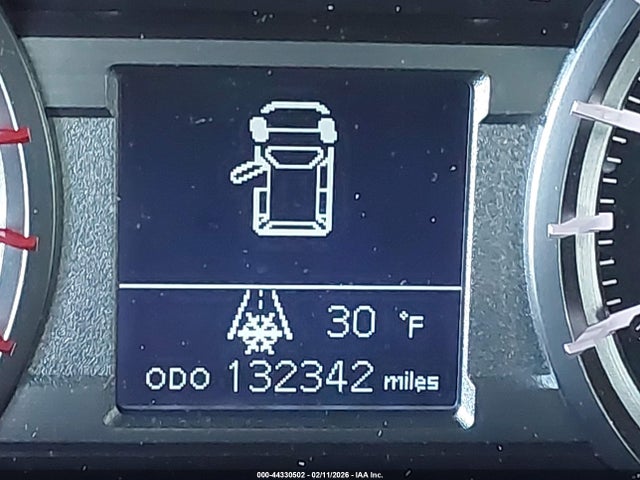 30 °F
ODO 132342 miles
000-44330502 - 02/11/2026 - IAA Inc.